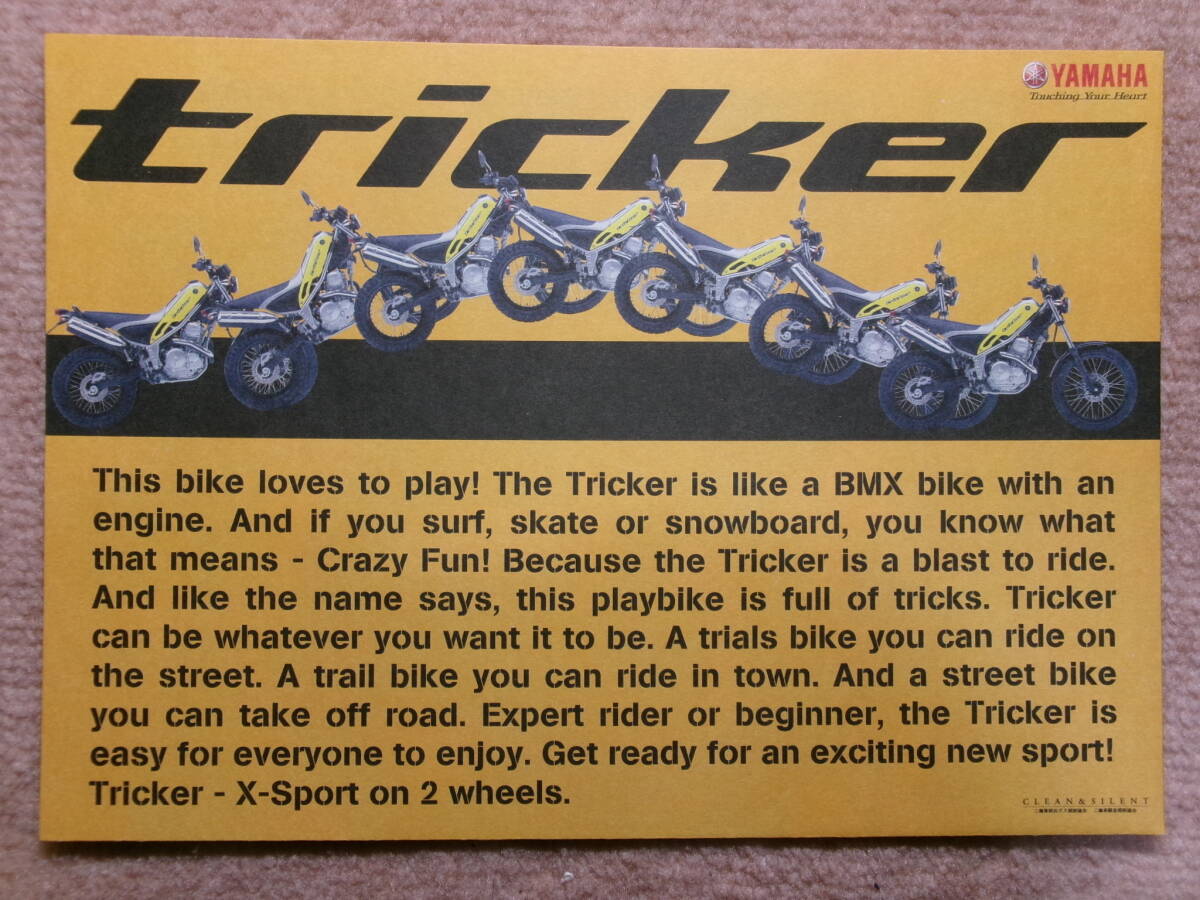 YAMAHA
Touching Your Heart
tricker
This bike loves to play! The Tricker is like a BMX bike with an
engine. And if you surf, skate or snowboard, you know what
that means - Crazy Fun! Because the Tricker is a blast to ride.
And like the name says, this playbike is full of tricks. Tricker
can be whatever you want it to be. A trials bike you can ride on
the street. A trail bike you can ride in town. And a street bike
you can take off road. Expert rider or beginner, the Tricker is
easy for everyone to enjoy. Get ready for an exciting new sport!
Tricker - X-Sport on 2 wheels.
CLEAN & SILENT